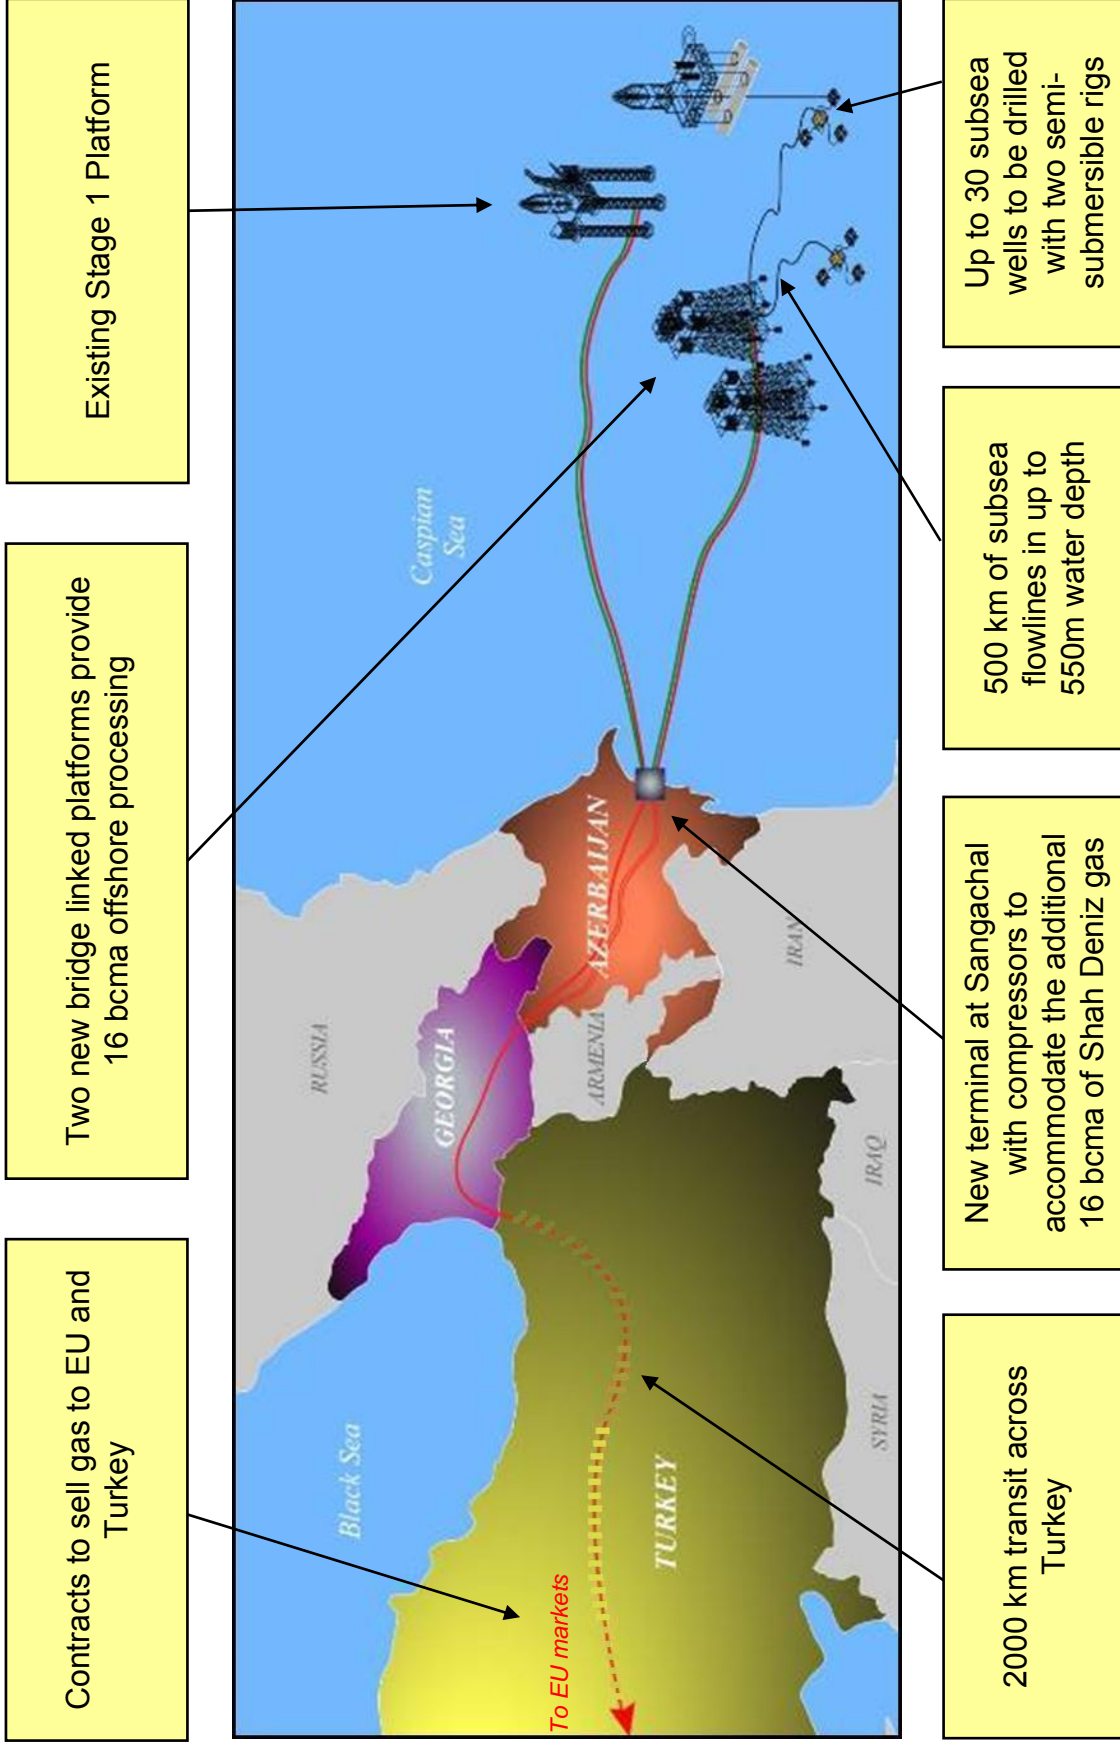 Contracts to sell gas to EU and
Turkey
Two new bridge linked platforms provide
16 bcma offshore processing
Existing Stage 1 Platform
Black Sea
RUSSIA
Caspian
Sea
GEORGIA
To EU markets
ARMENIA
AZERBAIJAN
TURKEY
IRAN
SYRIA
IRAQ
2000 km transit across
Turkey
New terminal at Sangachal
with compressors to
accommodate the additional
16 bcma of Shah Deniz gas
500 km of subsea
flowlines in up to
550m water depth
Up to 30 subsea
wells to be drilled
with two semi-
submersible rigs